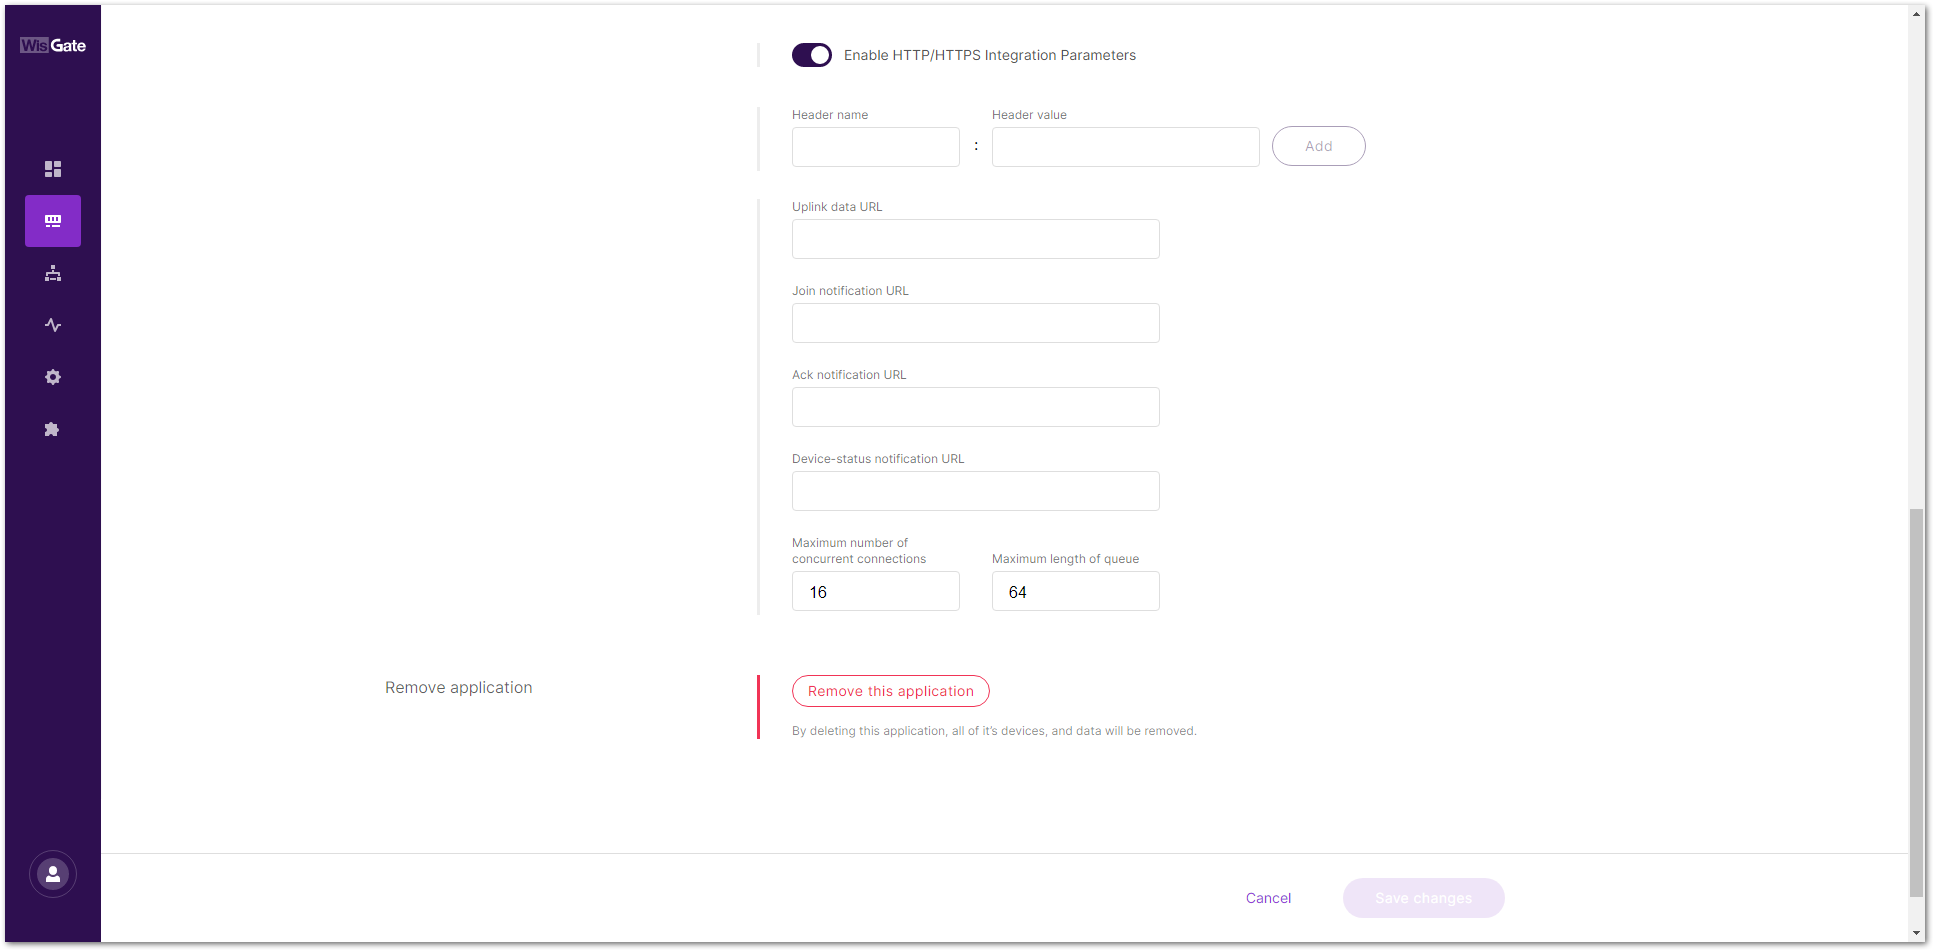 WisGate
Enable HTTP/HTTPS Integration Parameters
Header name
Header value
:
Add
Uplink data URL
Join notification URL
Ack notification URL
Device-status notification URL
Maximum number of
concurrent connections
Maximum length of queue
16
64
Remove application
Remove this application
By deleting this application, all of it's devices, and data will be removed.
Cancel
Save changes